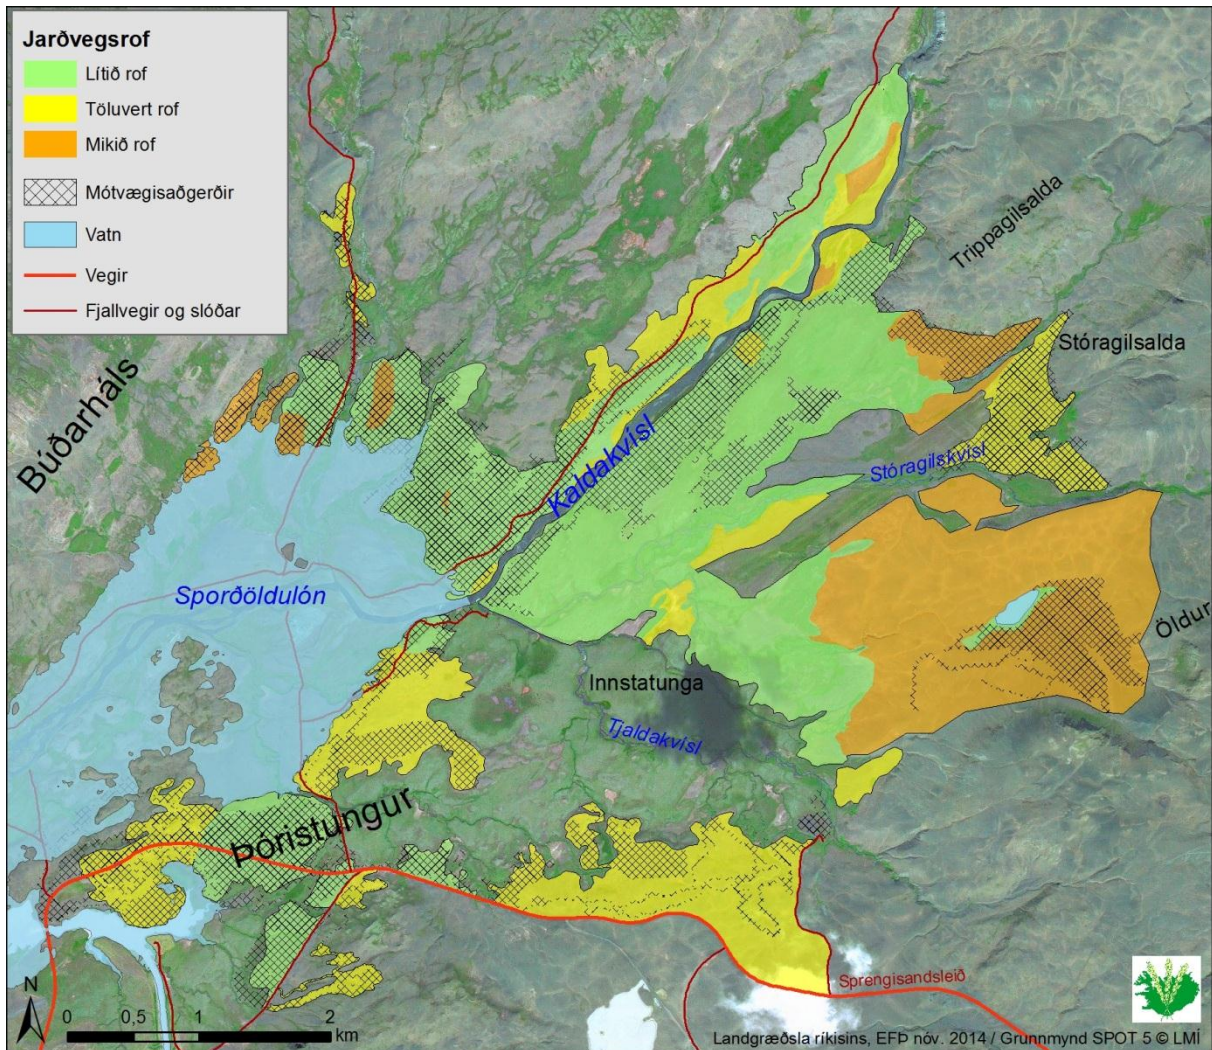 Jarðvegsrof
Lítið rof
Töluvert rof
Mikið rof
Mótvægisaðgerðir
Vatn
Vegir
Fjallvegir og slóðar
Trippagilsalda
Stóragilsalda
Búðarháls
Kaldakvísl
Stóragilskvísl
Sporðöldulón
Öldur
Innstatunga
Tjaldakvísl
Þóristungur
Sprengisandsleið
N
0 0,5 1 2
km
Landgræðsla ríkisins, EFÞ nóv. 2014 / Grunnmynd SPOT 5 © LMÍ